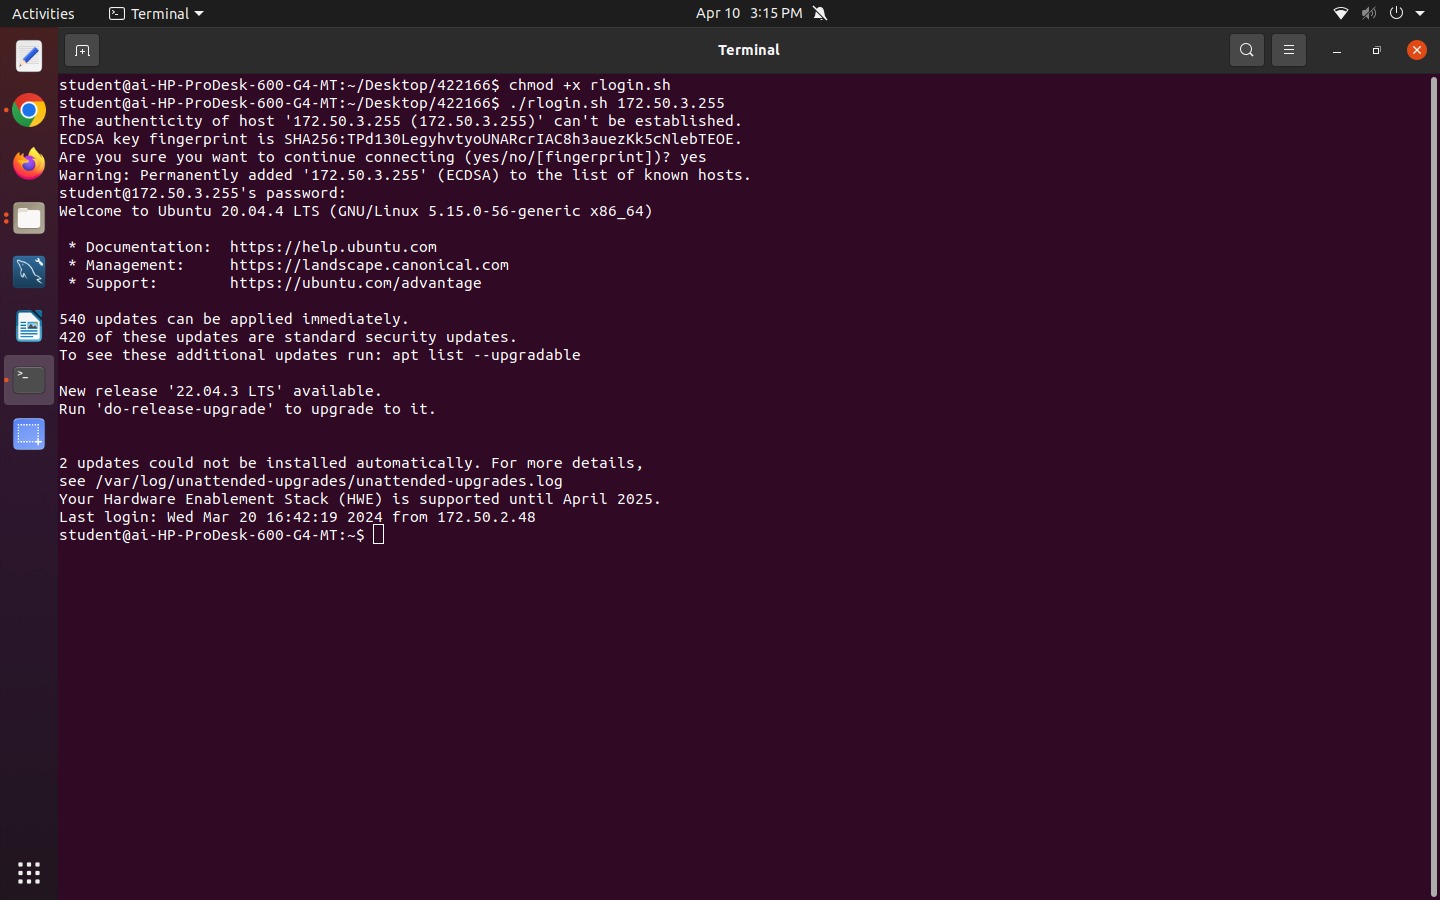 Activities
Terminal
Apr 10 3:15 PM
Terminal
student@ai-HP-ProDesk-600-G4-MT:~/Desktop/422166$ chmod +x rlogin.sh
student@ai-HP-ProDesk-600-G4-MT:~/Desktop/422166$ ./rlogin.sh 172.50.3.255
The authenticity of host '172.50.3.255 (172.50.3.255)' can't be established.
ECDSA key fingerprint is SHA256:TPd130LegyhvtyoUNARcrIAC8h3auezKk5cNlebTEOE.
Are you sure you want to continue connecting (yes/no/[fingerprint])? yes
Warning: Permanently added '172.50.3.255' (ECDSA) to the list of known hosts.
student@172.50.3.255's password:
Welcome to Ubuntu 20.04.4 LTS (GNU/Linux 5.15.0-56-generic x86_64)
* Documentation: https://help.ubuntu.com
* Management: https://landscape.canonical.com
* Support: https://ubuntu.com/advantage
540 updates can be applied immediately.
420 of these updates are standard security updates.
To see these additional updates run: apt list --upgradable
New release '22.04.3 LTS' available.
Run 'do-release-upgrade' to upgrade to it.
2 updates could not be installed automatically. For more details,
see /var/log/unattended-upgrades/unattended-upgrades.log
Your Hardware Enablement Stack (HWE) is supported until April 2025.
Last login: Wed Mar 20 16:42:19 2024 from 172.50.2.48
student@ai-HP-ProDesk-600-G4-MT:~$